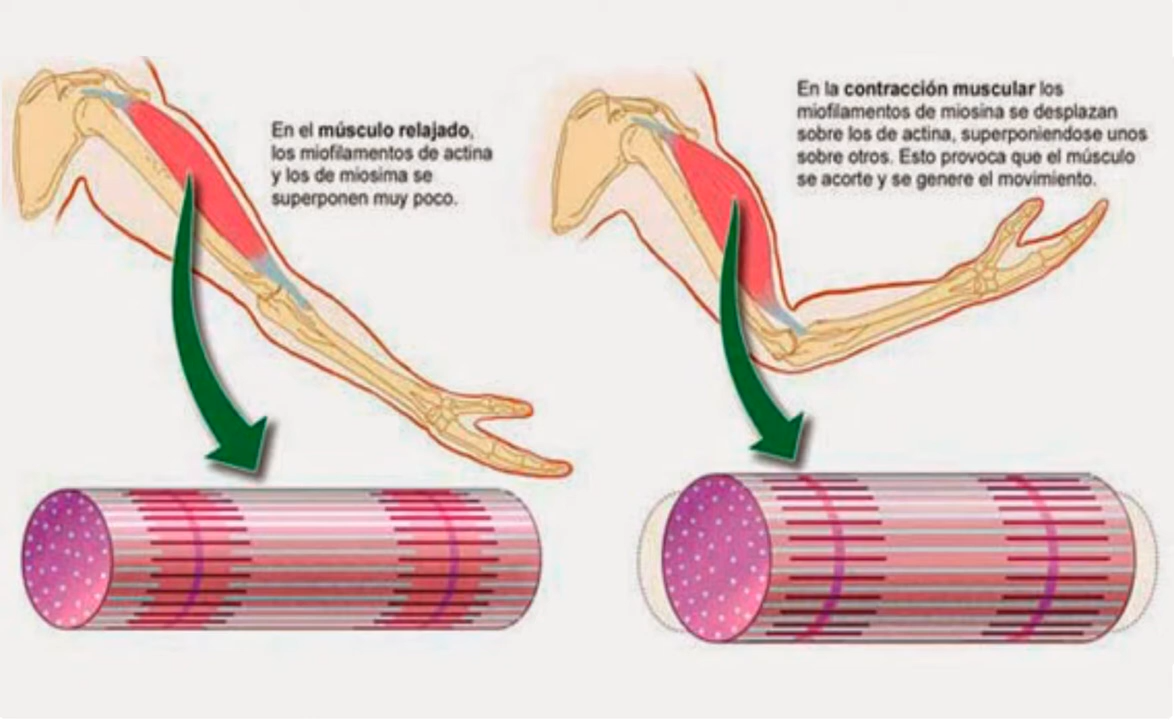 En el músculo relajado,
los miofilamentos de actina
y los de miosima se
superponen muy poco.
En la contracción muscular los
miofilamentos de miosina se desplazan
sobre los de actina, superponiendose unos
sobre otros. Esto provoca que el músculo
se acorte y se genere el movimiento.